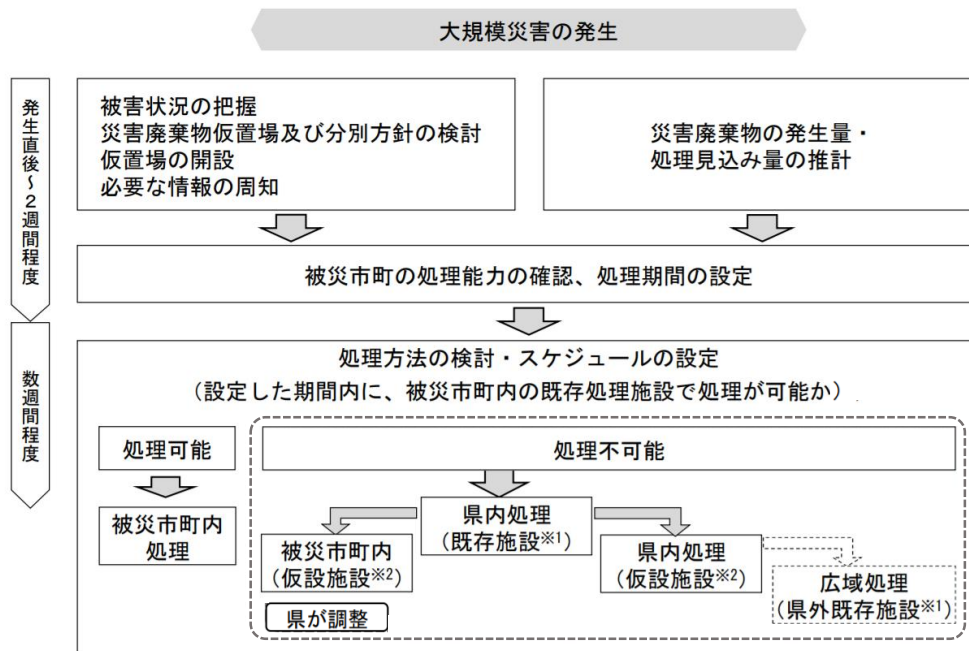 大規模災害の発生
発生直後～2週間程度
被害状況の把握
災害廃棄物仮置場及び分別方針の検討
仮置場の開設
必要な情報の周知
災害廃棄物の発生量・
処理見込み量の推計
被災市町の処理能力の確認、処理期間の設定
数週間程度
処理方法の検討・スケジュールの設定
（設定した期間内に、被災市町内の既存処理施設で処理が可能か）
処理可能
処理不可能
被災市町内
処理
県内処理
（既存施設※1）
被災市町内
（仮設施設※2）
県内処理
（仮設施設※2）
広域処理
（県外既存施設※1）
県が調整